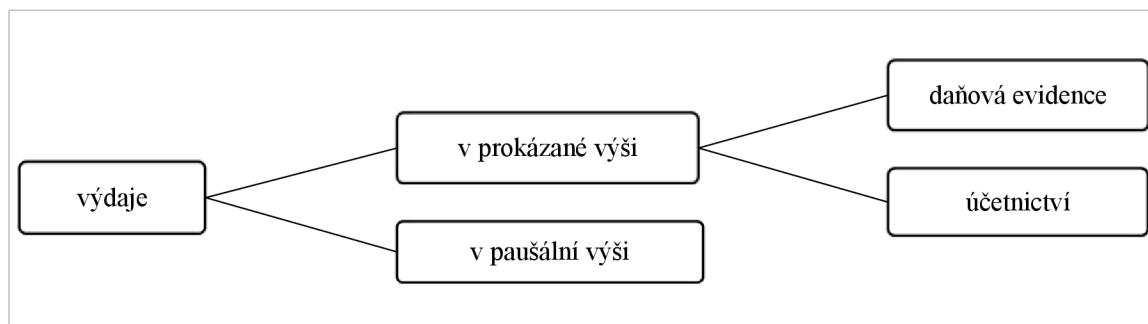 výdaje
v prokázané výši
v paušální výši
daňová evidence
účetnictví